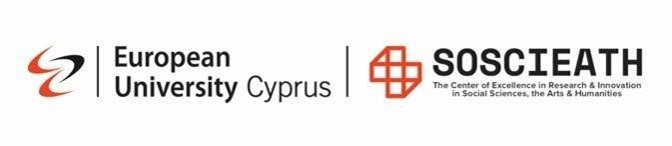 European
University Cyprus
SOSCIEATH
The Center of Excellence in Research & Innovation
in Social Sciences, the Arts & Humanities